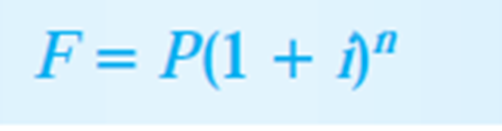 F = P(1 + i)ⁿ